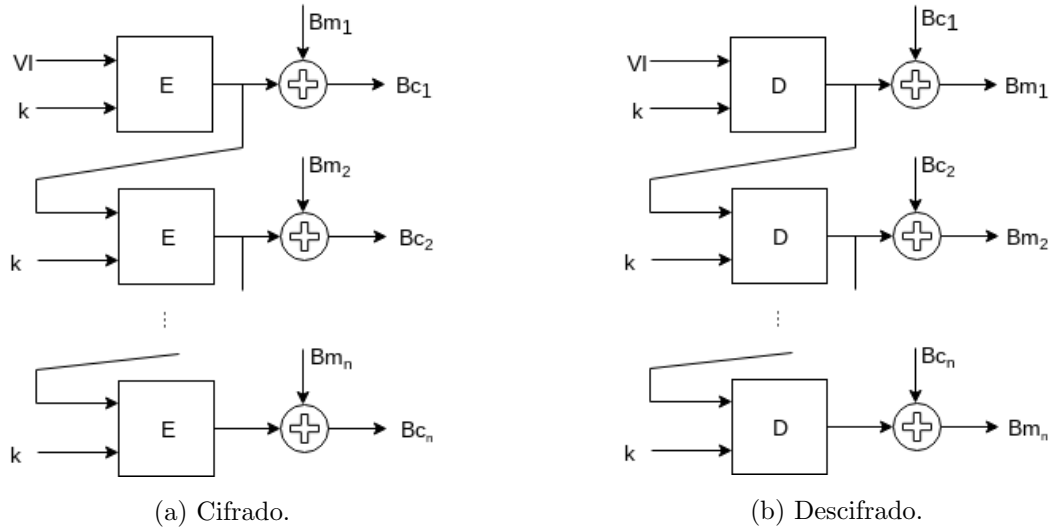 Bm1
VI
E
Bc1
k
Bm2
E
Bc2
k
Bmn
E
Bcn
k
(a) Cifrado.
Bc1
VI
D
Bm1
k
Bc2
D
Bm2
k
Bcn
D
Bmn
k
(b) Descifrado.